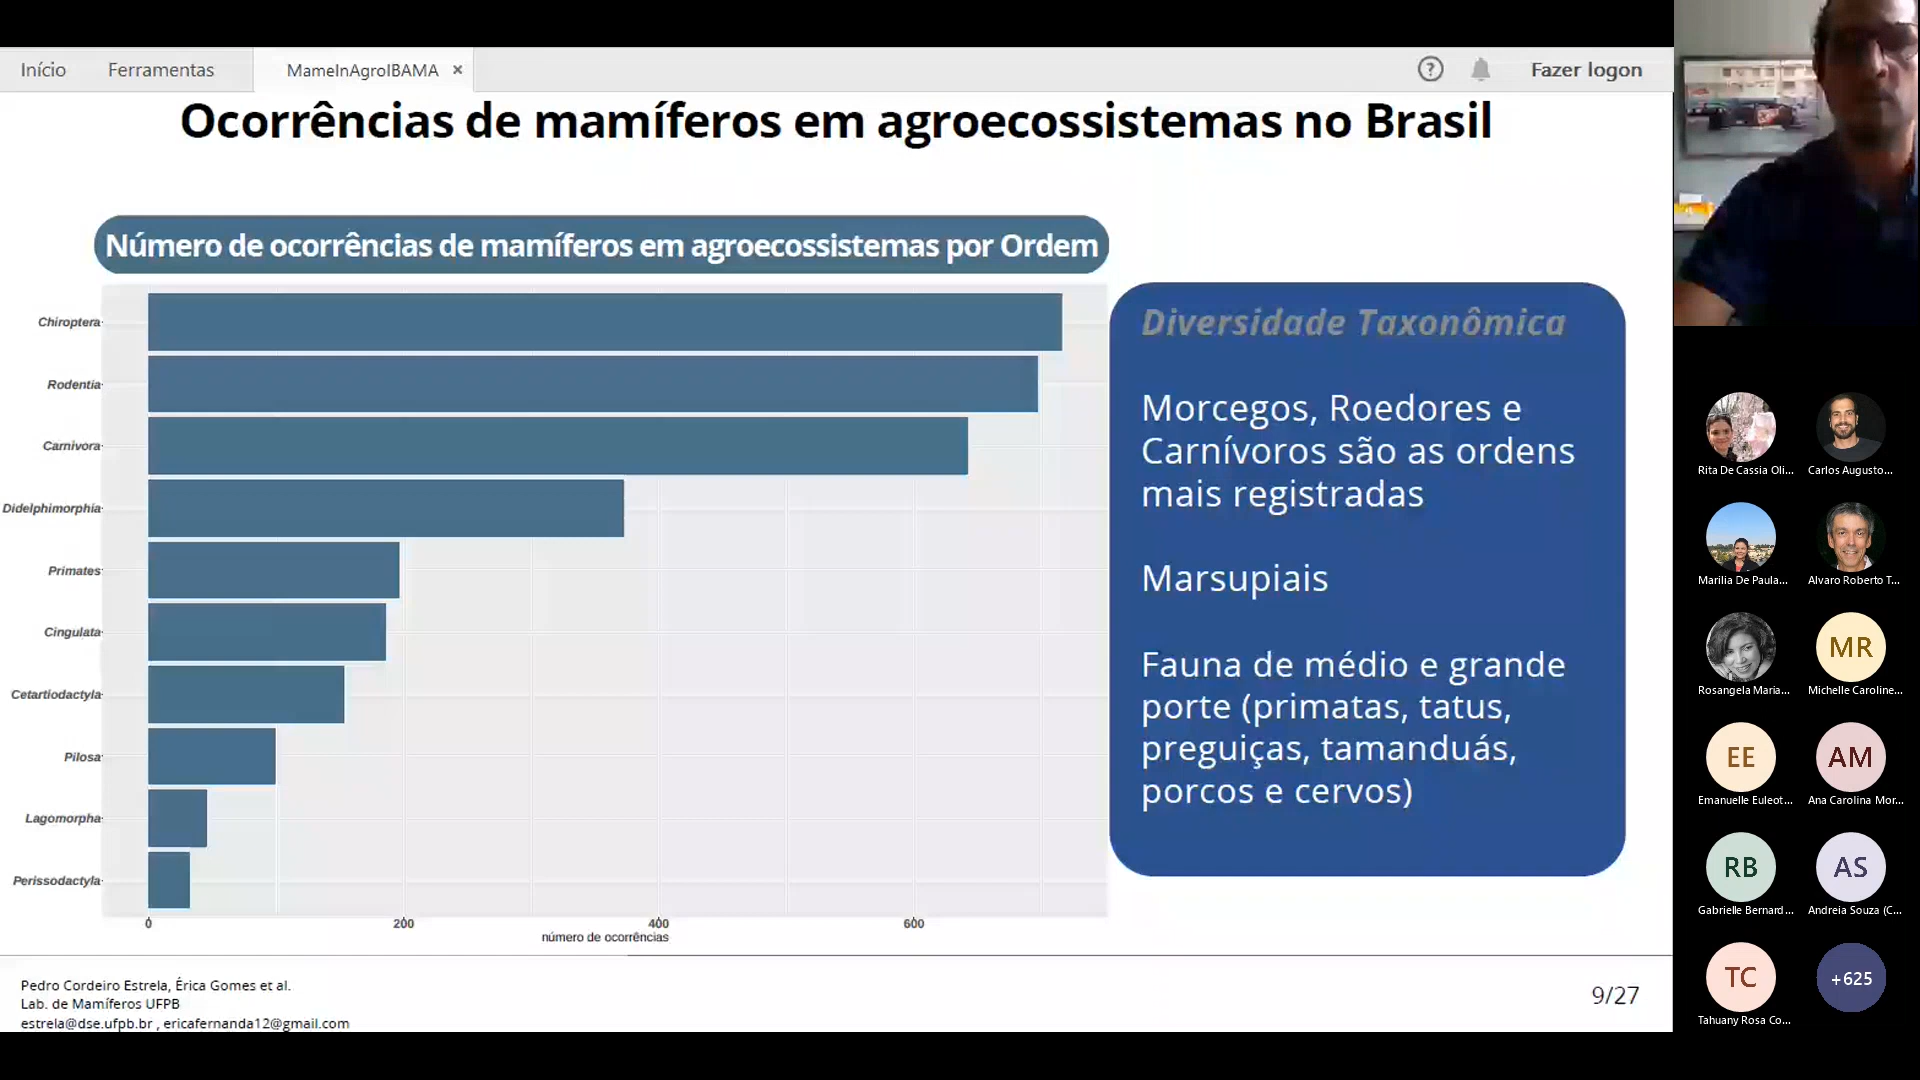 Início Ferramentas MameInAgroIBAMA × ? Fazer logon
Ocorrências de mamíferos em agroecossistemas no Brasil
Número de ocorrências de mamíferos em agroecossistemas por Ordem
Chiroptera
Rodentia
Carnivora
Didelphimorphia
Primates
Cingulata
Cetartiodactyla
Pilosa
Lagomorpha
Perissodactyla
0 200 400 600
número de ocorrências
Diversidade Taxonômica
Morcegos, Roedores e
Carnívoros são as ordens
mais registradas
Marsupiais
Fauna de médio e grande
porte (primatas, tatus,
preguiças, tamanduás,
porcos e cervos)
Pedro Cordeiro Estrela, Érica Gomes et al.
Lab. de Mamíferos UFPB
estrela@dse.ufpb.br , ericafernanda12@gmail.com
9/27
Rita De Cassia Oli... Carlos Augusto...
Marilia De Paula... Alvaro Roberto T...
Rosangela Maria... MR Michelle Caroline...
EE AM
Emanuelle Euleot... Ana Carolina Mor...
RB AS
Gabrielle Bernard... Andreia Souza (C...
TC +625
Tahuany Rosa Co...